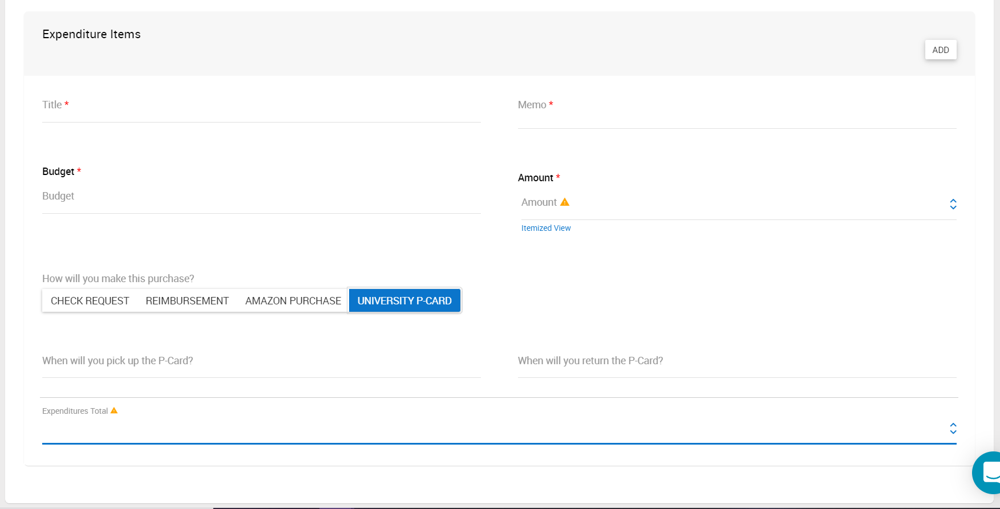 Expenditure Items
ADD
Title *
Memo *
Budget *
Budget
Amount *
Amount
Itemized View
How will you make this purchase?
CHECK REQUEST REIMBURSEMENT AMAZON PURCHASE UNIVERSITY P-CARD
When will you pick up the P-Card?
When will you return the P-Card?
Expenditures Total